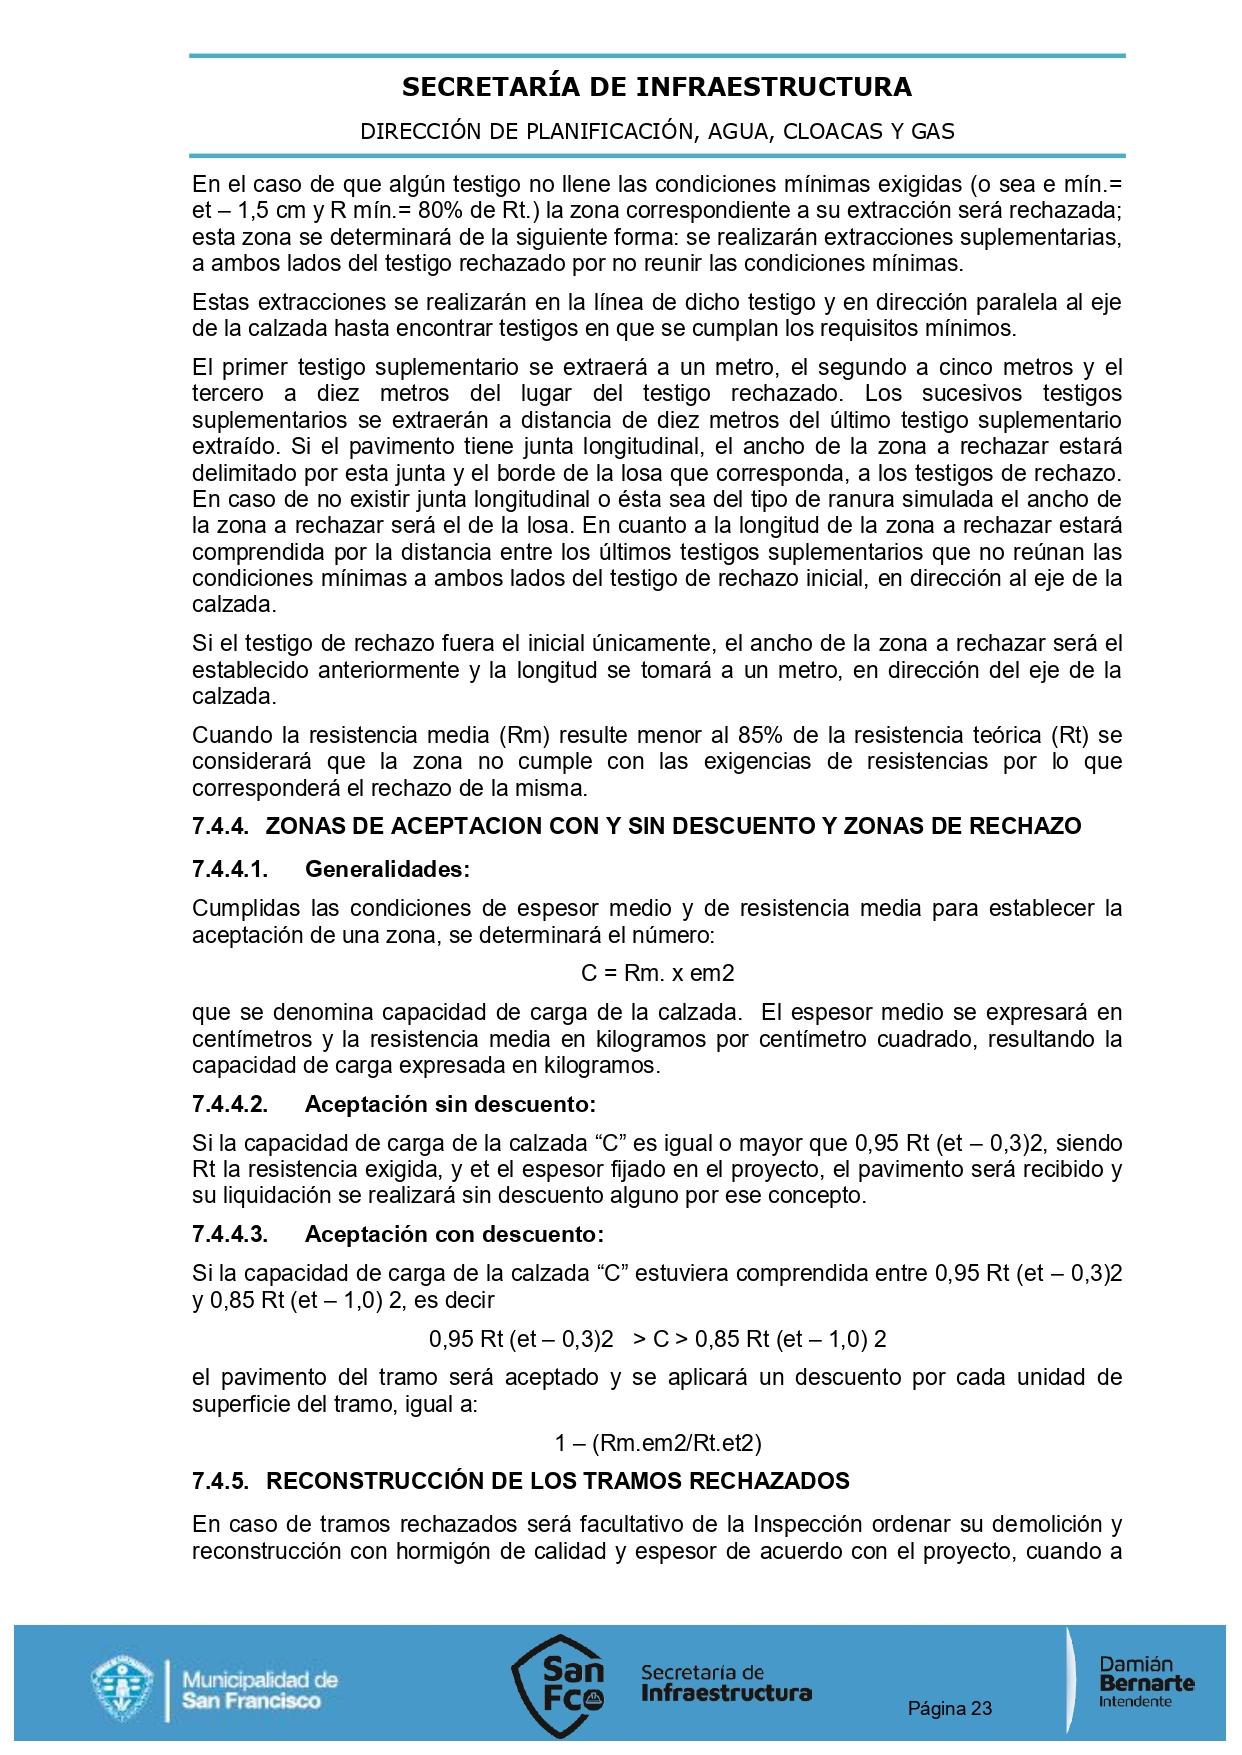 SECRETARÍA DE INFRAESTRUCTURA
DIRECCIÓN DE PLANIFICACIÓN, AGUA, CLOACAS Y GAS
En el caso de que algún testigo no llene las condiciones mínimas exigidas (o sea e mín.=
et – 1,5 cm y R mín.= 80% de Rt.) la zona correspondiente a su extracción será rechazada;
esta zona se determinará de la siguiente forma: se realizarán extracciones suplementarias,
a ambos lados del testigo rechazado por no reunir las condiciones mínimas.
Estas extracciones se realizarán en la línea de dicho testigo y en dirección paralela al eje
de la calzada hasta encontrar testigos en que se cumplan los requisitos mínimos.
El primer testigo suplementario se extraerá a un metro, el segundo a cinco metros y el
tercero a diez metros del lugar del testigo rechazado. Los sucesivos testigos
suplementarios se extraerán a distancia de diez metros del último testigo suplementario
extraído. Si el pavimento tiene junta longitudinal, el ancho de la zona a rechazar estará
delimitado por esta junta y el borde de la losa que corresponda, a los testigos de rechazo.
En caso de no existir junta longitudinal o ésta sea del tipo de ranura simulada el ancho de
la zona a rechazar será el de la losa. En cuanto a la longitud de la zona a rechazar estará
comprendida por la distancia entre los últimos testigos suplementarios que no reúnan las
condiciones mínimas a ambos lados del testigo de rechazo inicial, en dirección al eje de la
calzada.
Si el testigo de rechazo fuera el inicial únicamente, el ancho de la zona a rechazar será el
establecido anteriormente y la longitud se tomará a un metro, en dirección del eje de la
calzada.
Cuando la resistencia media (Rm) resulte menor al 85% de la resistencia teórica (Rt) se
considerará que la zona no cumple con las exigencias de resistencias por lo que
corresponderá el rechazo de la misma.
7.4.4. ZONAS DE ACEPTACION CON Y SIN DESCUENTO Y ZONAS DE RECHAZO
7.4.4.1. Generalidades:
Cumplidas las condiciones de espesor medio y de resistencia media para establecer la
aceptación de una zona, se determinará el número:
C = Rm. x em2
que se denomina capacidad de carga de la calzada. El espesor medio se expresará en
centímetros y la resistencia media en kilogramos por centímetro cuadrado, resultando la
capacidad de carga expresada en kilogramos.
7.4.4.2. Aceptación sin descuento:
Si la capacidad de carga de la calzada “C” es igual o mayor que 0,95 Rt (et – 0,3)2, siendo
Rt la resistencia exigida, y et el espesor fijado en el proyecto, el pavimento será recibido y
su liquidación se realizará sin descuento alguno por ese concepto.
7.4.4.3. Aceptación con descuento:
Si la capacidad de carga de la calzada “C” estuviera comprendida entre 0,95 Rt (et – 0,3)2
y 0,85 Rt (et – 1,0) 2, es decir
0,95 Rt (et – 0,3)2 > C > 0,85 Rt (et – 1,0) 2
el pavimento del tramo será aceptado y se aplicará un descuento por cada unidad de
superficie del tramo, igual a:
1 – (Rm.em2/Rt.et2)
7.4.5. RECONSTRUCCIÓN DE LOS TRAMOS RECHAZADOS
En caso de tramos rechazados será facultativo de la Inspección ordenar su demolición y
reconstrucción con hormigón de calidad y espesor de acuerdo con el proyecto, cuando a
Municipalidad de
San Francisco
San
Fco
Secretaría de
Infraestructura
Página 23
Damián
Bernarte
Intendente